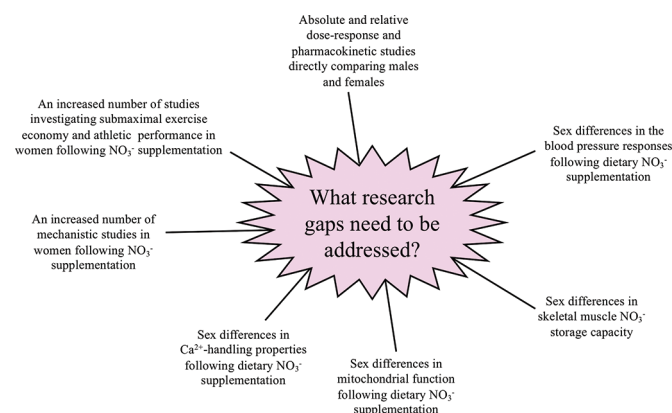 Absolute and relative
dose-response and
pharmacokinetic studies
directly comparing males
and females
An increased number of studies
investigating submaximal exercise
economy and athletic performance in
women following NO₃⁻ supplementation
Sex differences in the
blood pressure responses
following dietary NO₃⁻
supplementation
What research
gaps need to be
addressed?
An increased number of
mechanistic studies in
women following NO₃⁻
supplementation
Sex differences in
skeletal muscle NO₃⁻
storage capacity
Sex differences in
Ca²⁺-handling properties
following dietary NO₃⁻
supplementation
Sex differences in
mitochondrial function
following dietary NO₃⁻
supplementation